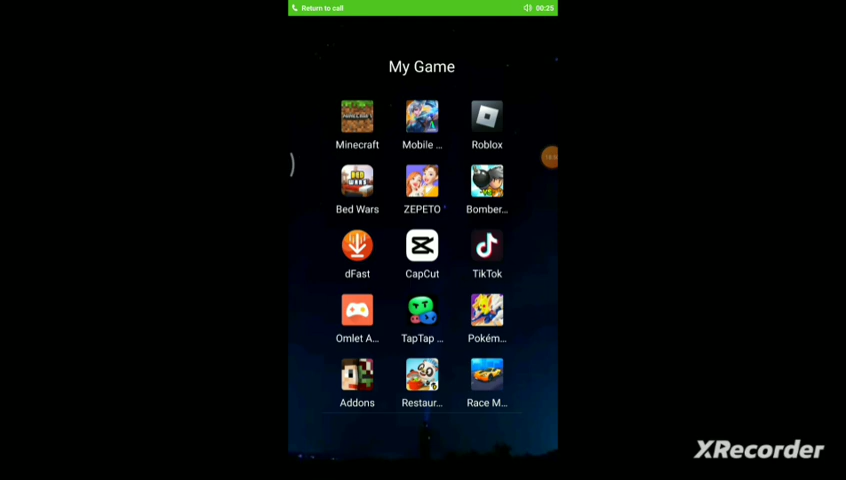 Return to call
00:25
My Game
Minecraft
Mobile ...
Roblox
Bed Wars
ZEPETO
Bomber...
dFast
CapCut
TikTok
Omlet A...
TapTap ...
Pokém...
Addons
Restaur...
Race M...
XRecorder